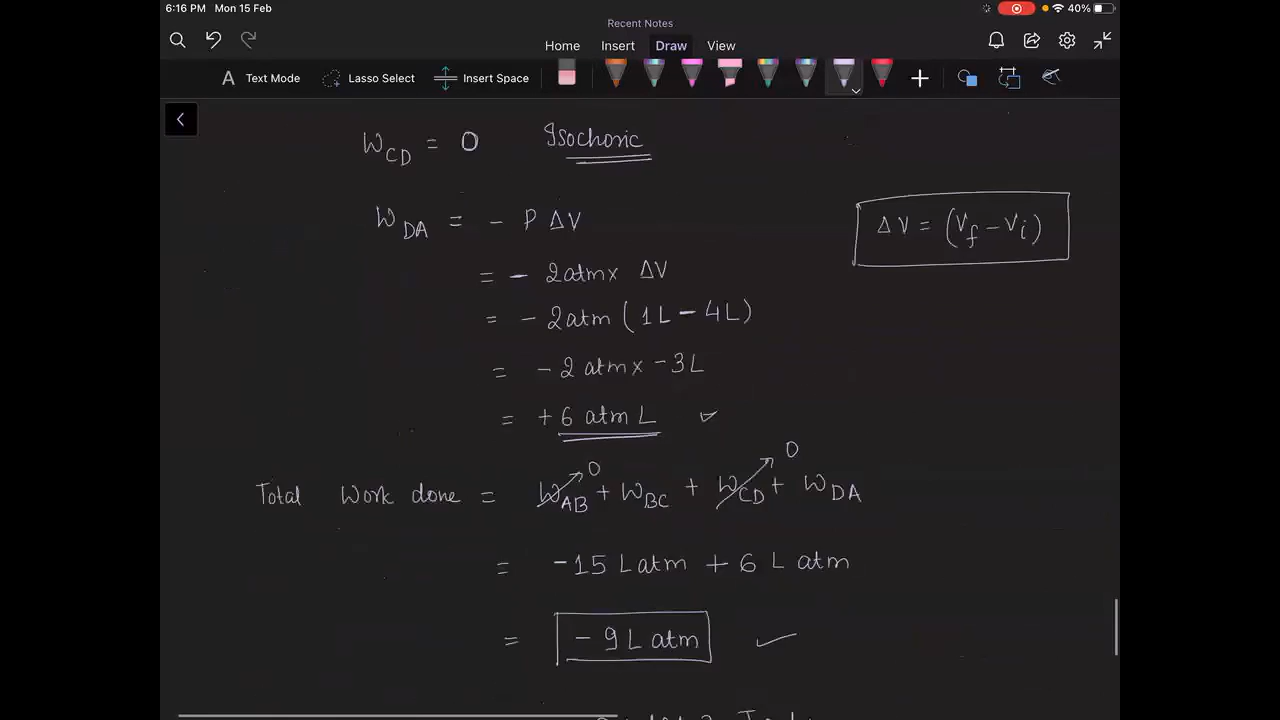 6:16 PM Mon 15 Feb 40%
Recent Notes
Home Insert Draw View
Text Mode Lasso Select Insert Space
W_CD = 0 Isochoric
W_DA = - P ΔV
ΔV = (V_f - V_i)
= - 2atm x ΔV
= - 2atm (1L - 4L)
= - 2 atm x - 3L
= + 6 atm L ✓
Total Work done = W_AB↗0 + W_BC + W_CD↗0 + W_DA
= -15 L atm + 6 L atm
= - 9 L atm ✓